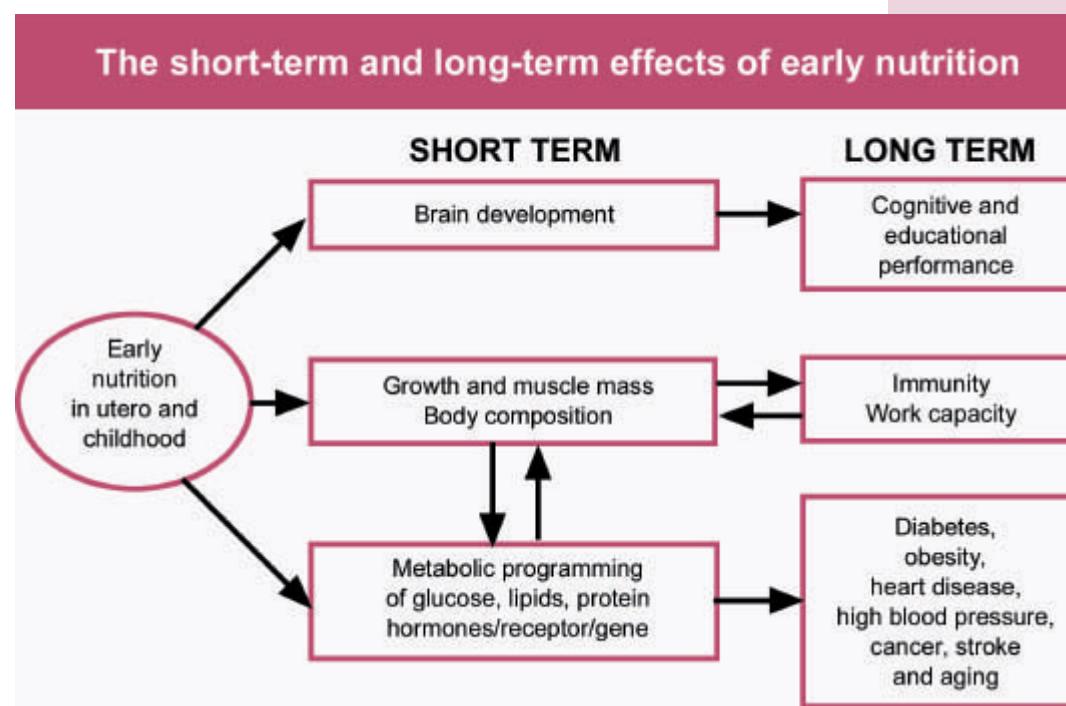 The short-term and long-term effects of early nutrition
SHORT TERM
LONG TERM
Early
nutrition
in utero and
childhood
Brain development
Cognitive and
educational
performance
Growth and muscle mass
Body composition
Immunity
Work capacity
Metabolic programming
of glucose, lipids, protein
hormones/receptor/gene
Diabetes,
obesity,
heart disease,
high blood pressure,
cancer, stroke
and aging